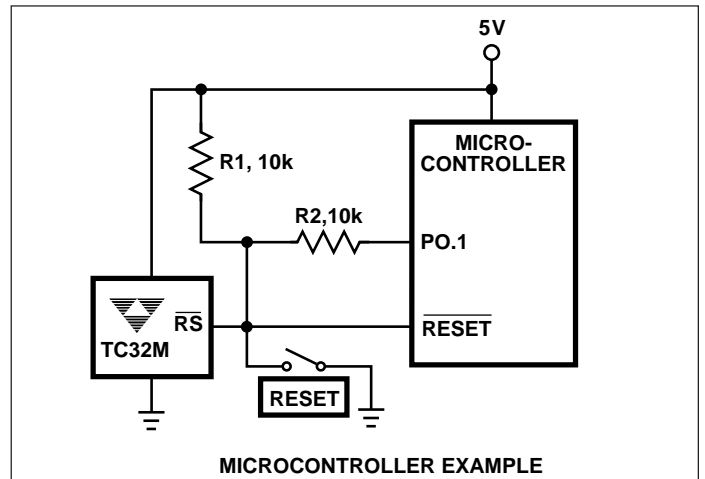 5V
MICRO-
CONTROLLER
R1, 10k
R2,10k
PO.1
RS
RESET
TC32M
RESET
MICROCONTROLLER EXAMPLE